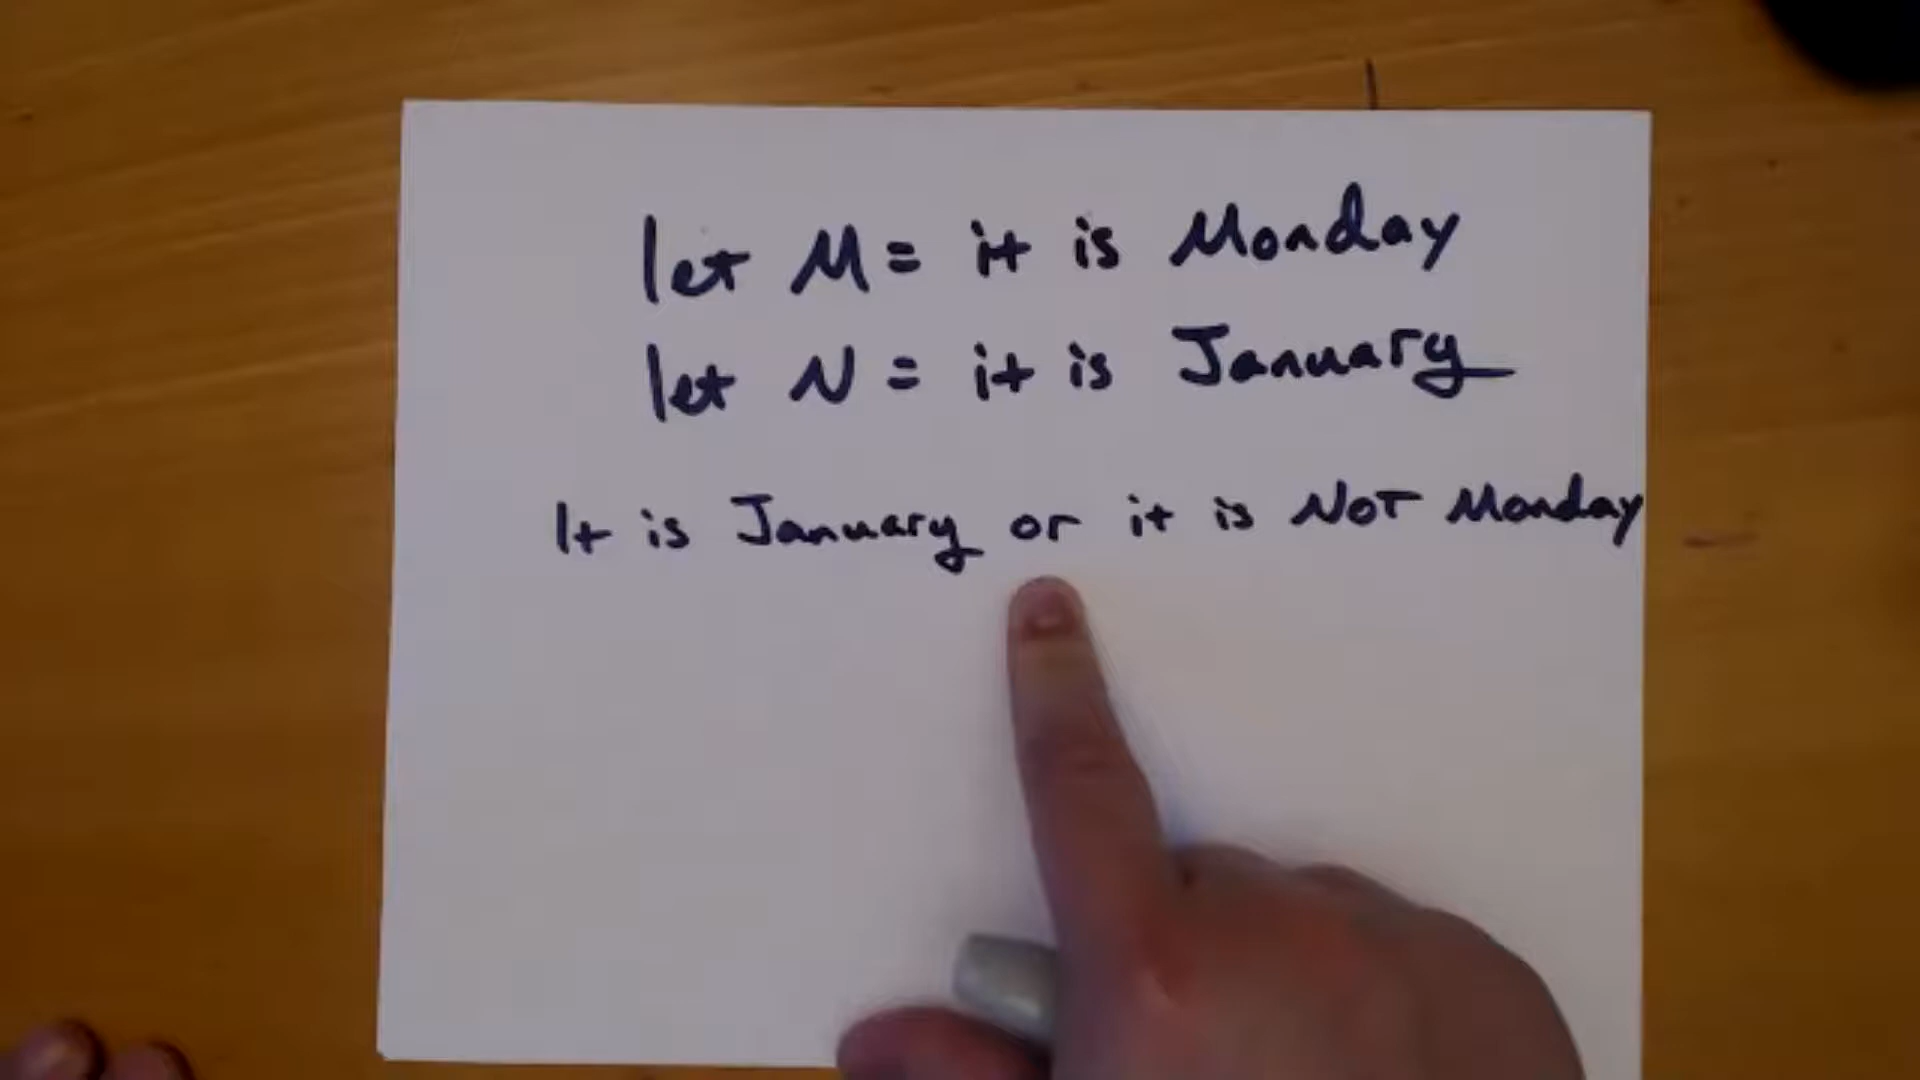 let M = it is Monday
let N = it is January
It is January or it is NOT Monday